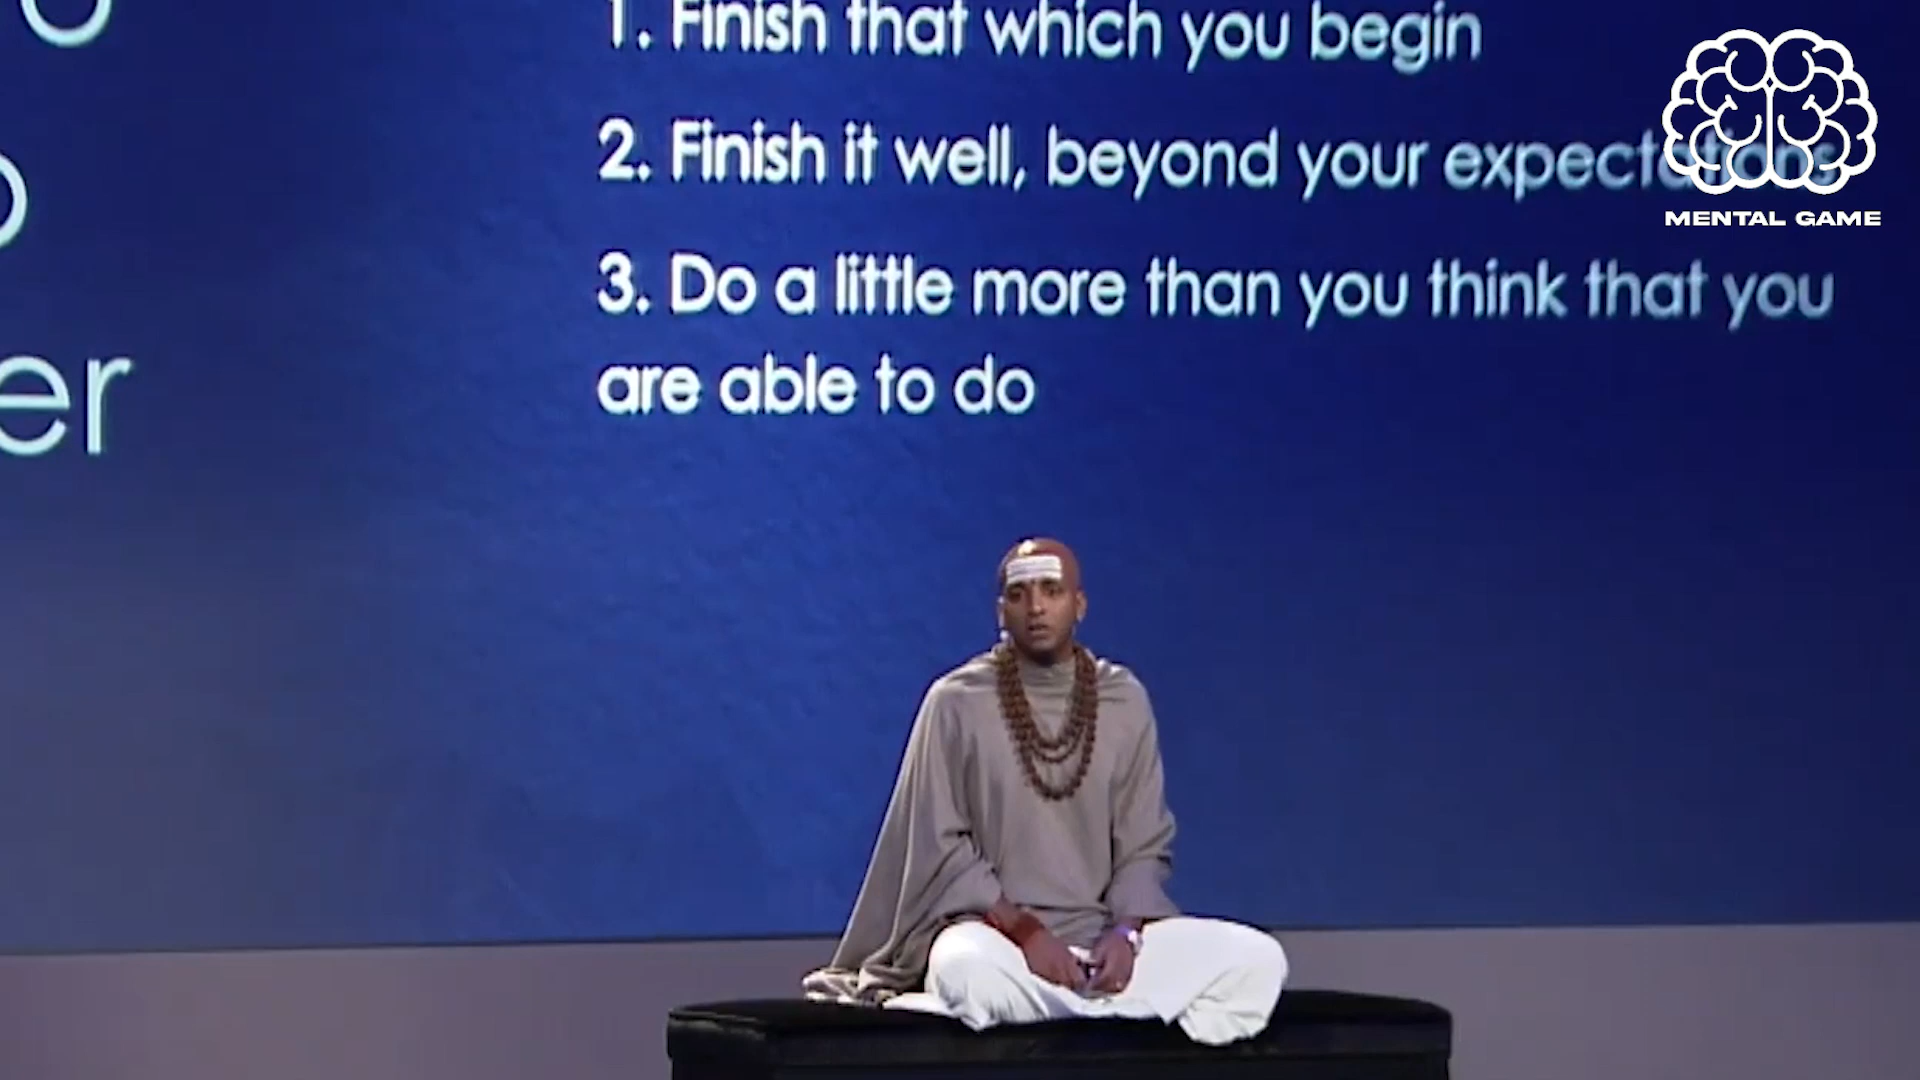 1. Finish that which you begin
2. Finish it well, beyond your expectations
3. Do a little more than you think that you
are able to do
er
MENTAL GAME